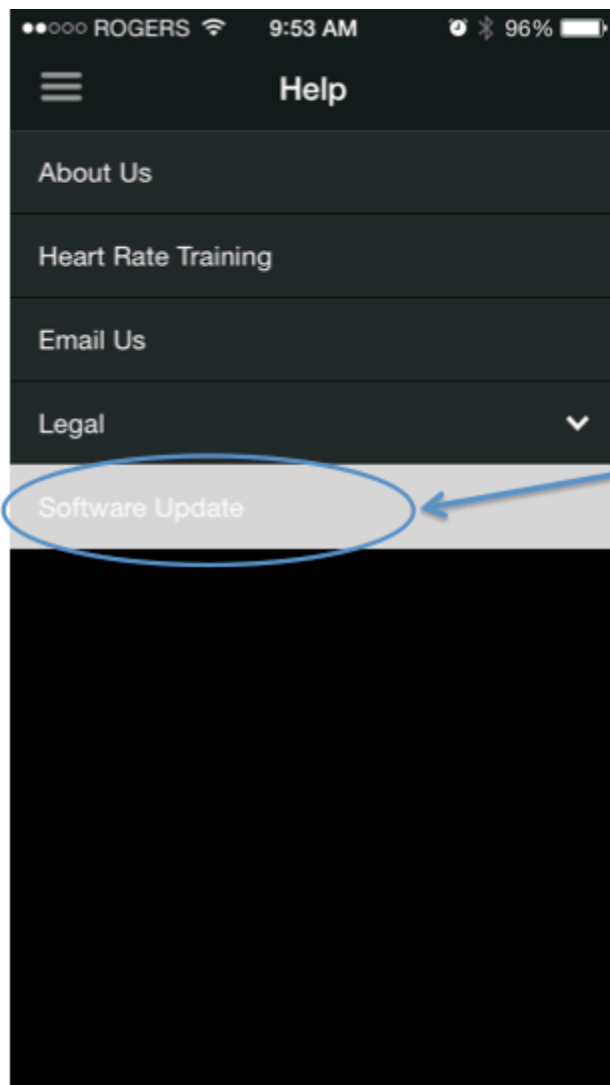 ROGERS 9:53 AM 96%
Help
About Us
Heart Rate Training
Email Us
Legal
Software Update